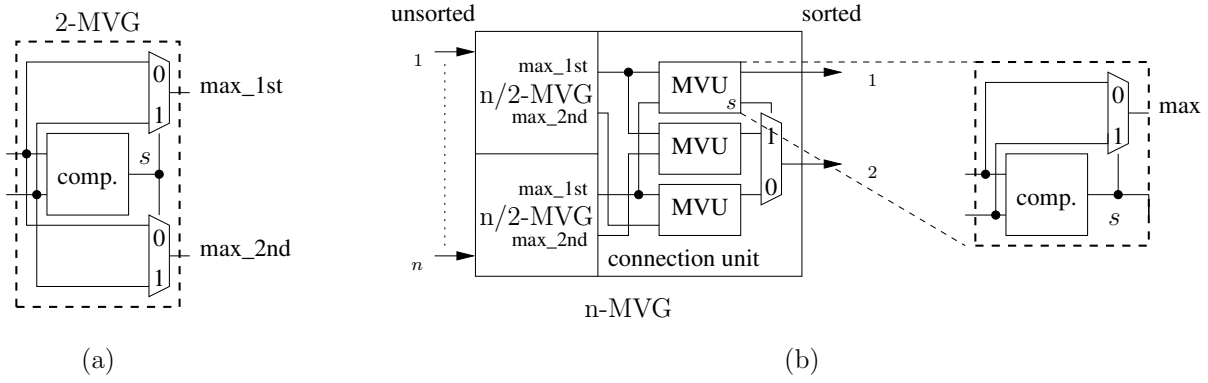 2-MVG
0
1
max_1st
s
comp.
0
1
max_2nd
(a)
unsorted
sorted
1
n
max_1st
n/2-MVG
max_2nd
max_1st
n/2-MVG
max_2nd
MVU
s
MVU
MVU
1
0
connection unit
1
2
n-MVG
0
1
max
comp.
s
(b)